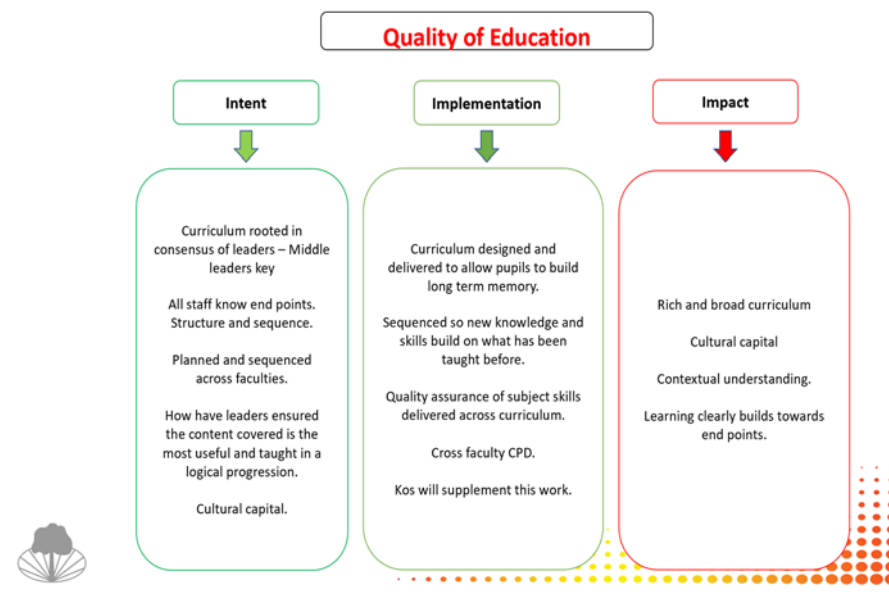 Quality of Education
Intent
Curriculum rooted in
consensus of leaders – Middle
leaders key
All staff know end points.
Structure and sequence.
Planned and sequenced
across faculties.
How have leaders ensured
the content covered is the
most useful and taught in a
logical progression.
Cultural capital.
Implementation
Curriculum designed and
delivered to allow pupils to build
long term memory.
Sequenced so new knowledge and
skills build on what has been
taught before.
Quality assurance of subject skills
delivered across curriculum.
Cross faculty CPD.
Kos will supplement this work.
Impact
Rich and broad curriculum
Cultural capital
Contextual understanding.
Learning clearly builds towards
end points.